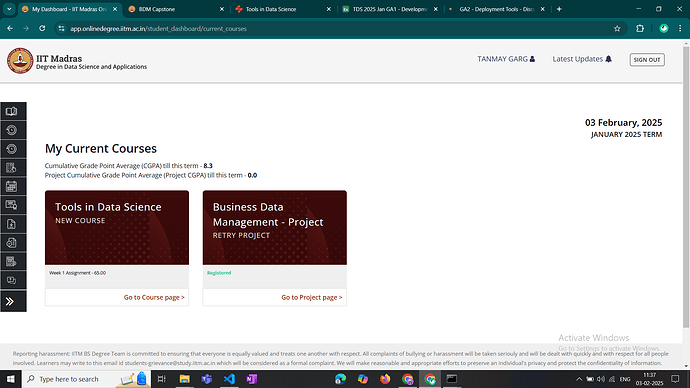 My Dashboard - IIT Madras On
BDM Capstone
Tools in Data Science
TDS 2025 Jan GA1 - Developme
GA2 - Deployment Tools - Disc
app.onlinedegree.iitm.ac.in/student_dashboard/current_courses
IIT Madras
Degree in Data Science and Applications
TANMAY GARG
Latest Updates
SIGN OUT
03 February, 2025
JANUARY 2025 TERM
My Current Courses
Cumulative Grade Point Average (CGPA) till this term - 8.3
Project Cumulative Grade Point Average (Project CGPA) till this term - 0.0
Tools in Data Science
NEW COURSE
Week 1 Assignment - 65.00
Go to Course page >
Business Data
Management - Project
RETRY PROJECT
Registered
Go to Project page >
Activate Windows
Go to Settings to activate Windows.
Reporting harassment: IITM BS Degree Team is committed to ensuring that everyone is equally valued and treats one another with respect. All complaints of bullying or harassment will be taken seriously and will be dealt with quickly and with respect for all people
involved. Learners may write to this email id students-grievance@study.iitm.ac.in which will be considered as a formal complaint. We will make reasonable and appropriate efforts to preserve an individual's privacy and protect the confidentiality of information.
Type here to search
ENG
11:37
03-02-2025